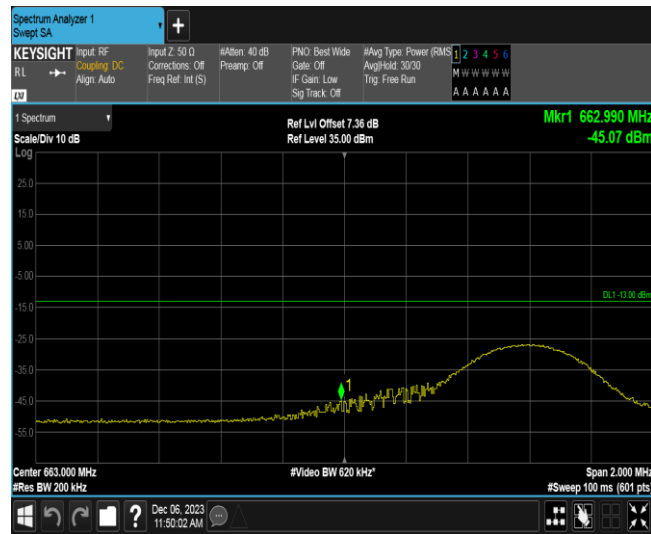 Spectrum Analyzer 1
Swept SA
+
KEYSIGHT
RL
LXI
Input: RF
Coupling: DC
Align: Auto
Input Z: 50 Ω
Corrections: Off
Freq Ref: Int (S)
#Atten: 40 dB
Preamp: Off
PNO: Best Wide
Gate: Off
IF Gain: Low
Sig Track: Off
#Avg Type: Power (RMS
Avg|Hold: 30/30
Trig: Free Run
1 2 3 4 5 6
M W W W W W
A A A A A A
1 Spectrum
Scale/Div 10 dB
Log
Ref Lvl Offset 7.36 dB
Ref Level 35.00 dBm
Mkr1 662.990 MHz
-45.07 dBm
25.0
15.0
5.00
-5.00
DL1 -13.00 dBm
-15.0
-25.0
-35.0
1
-45.0
-55.0
Center 663.000 MHz
#Video BW 620 kHz*
Span 2.000 MHz
#Res BW 200 kHz
#Sweep 100 ms (601 pts)
?
Dec 06, 2023
11:50:02 AM